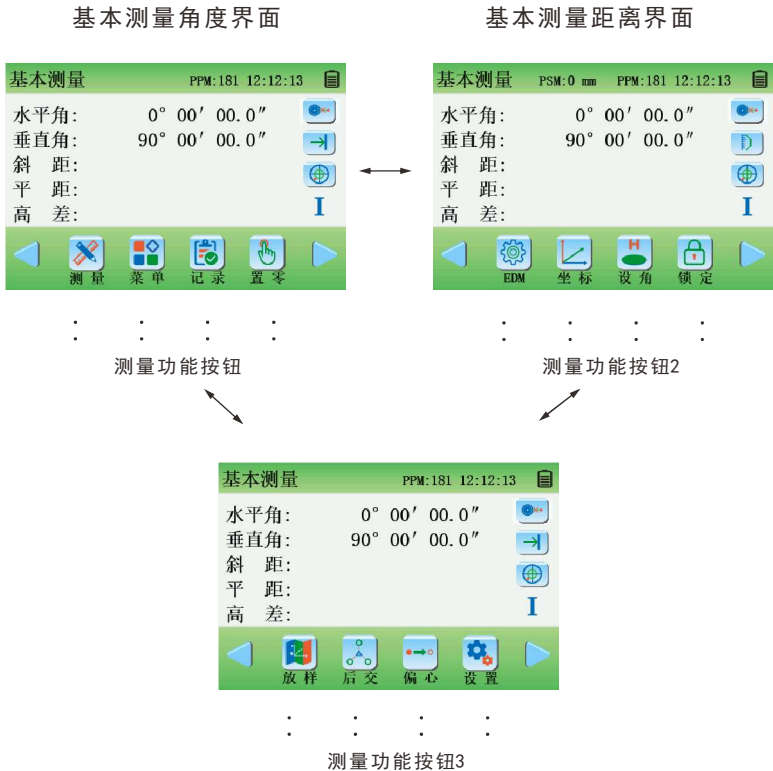 基本测量角度界面
基本测量距离界面
基本测量 PPM:181 12:12:13
水平角: 0° 00′ 00.0″
垂直角: 90° 00′ 00.0″
斜 距:
平 距:
高 差:
I
测量 菜单 记录 置零
测量功能按钮
基本测量 PSM:0 mm PPM:181 12:12:13
水平角: 0° 00′ 00.0″
垂直角: 90° 00′ 00.0″
斜 距:
平 距:
高 差:
I
H
EDM 坐标 设角 锁定
测量功能按钮2
基本测量 PPM:181 12:12:13
水平角: 0° 00′ 00.0″
垂直角: 90° 00′ 00.0″
斜 距:
平 距:
高 差:
I
放样 后交 偏心 设置
测量功能按钮3